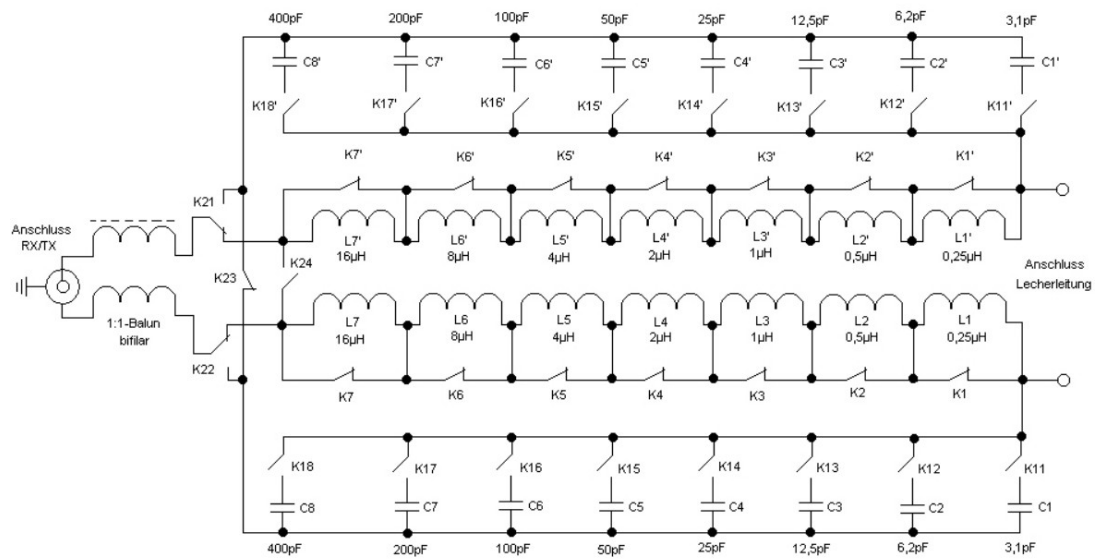 400pF 200pF 100pF 50pF 25pF 12,5pF 6,2pF 3,1pF
C8' C7' C6' C5' C4' C3' C2' C1'
K18' K17' K16' K15' K14' K13' K12' K11'
K7' K6' K5' K4' K3' K2' K1'
K21
Anschluss
RX/TX
L7' L6' L5' L4' L3' L2' L1'
16µH 8µH 4µH 2µH 1µH 0,5µH 0,25µH
K23 K24
Anschluss
Lecherleitung
1:1-Balun
bifilar
L7 L6 L5 L4 L3 L2 L1
16µH 8µH 4µH 2µH 1µH 0,5µH 0,25µH
K22
K7 K6 K5 K4 K3 K2 K1
K18 K17 K16 K15 K14 K13 K12 K11
C8 C7 C6 C5 C4 C3 C2 C1
400pF 200pF 100pF 50pF 25pF 12,5pF 6,2pF 3,1pF